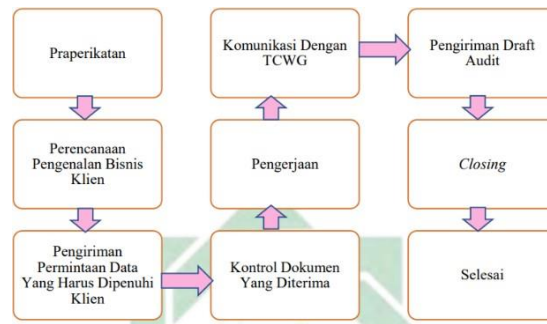 Praperikatan
Perencanaan
Pengenalan Bisnis
Klien
Pengiriman
Permintaan Data
Yang Harus Dipenuhi
Klien
Kontrol Dokumen
Yang Diterima
Pengerjaan
Komunikasi Dengan
TCWG
Pengiriman Draft
Audit
Closing
Selesai